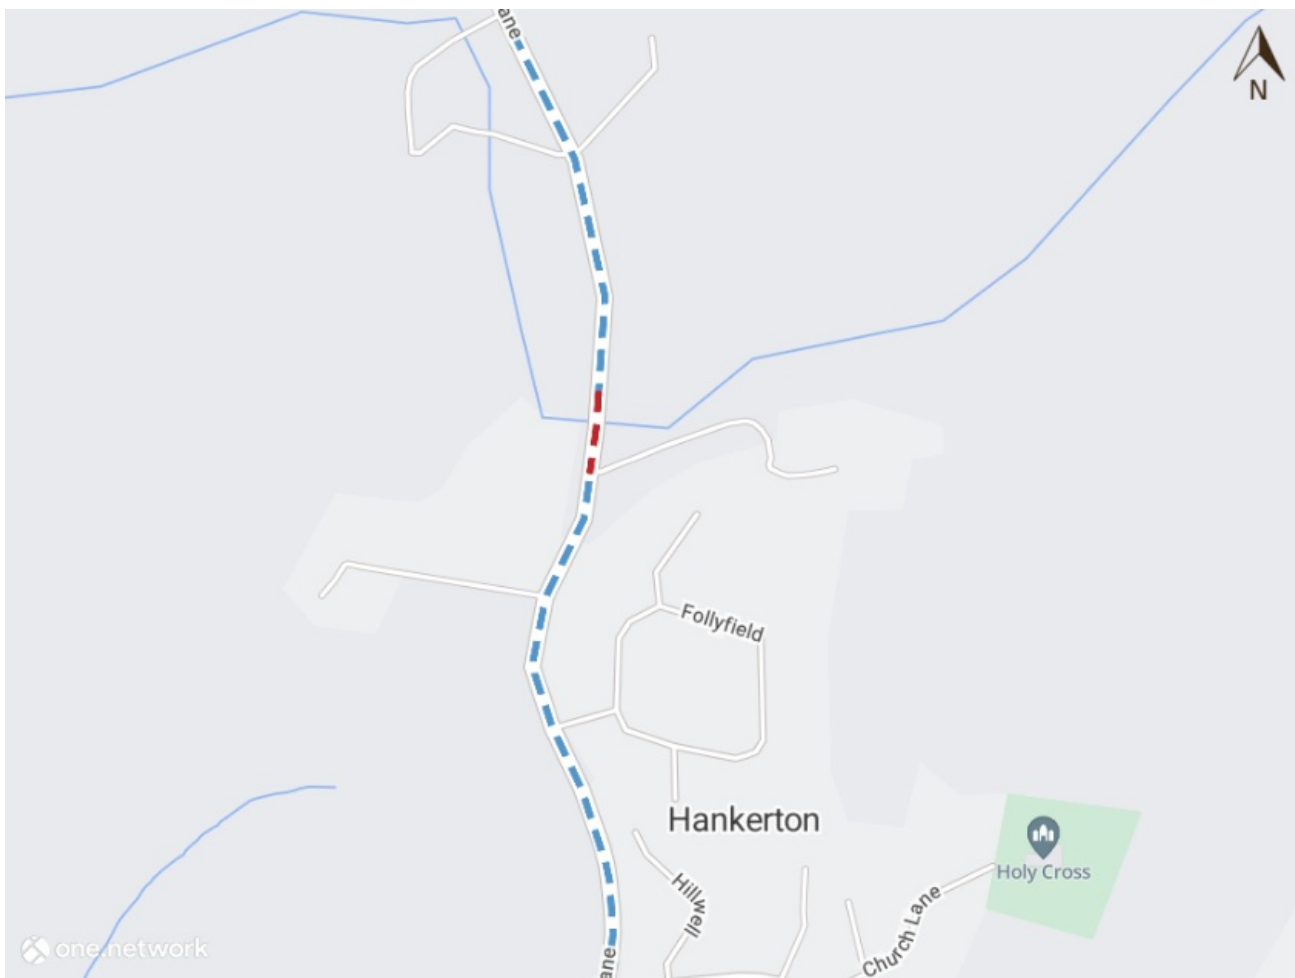 ane
N
Follyfield
Hankerton
Holy Cross
Hillwell
Church Lane
ane
one.network